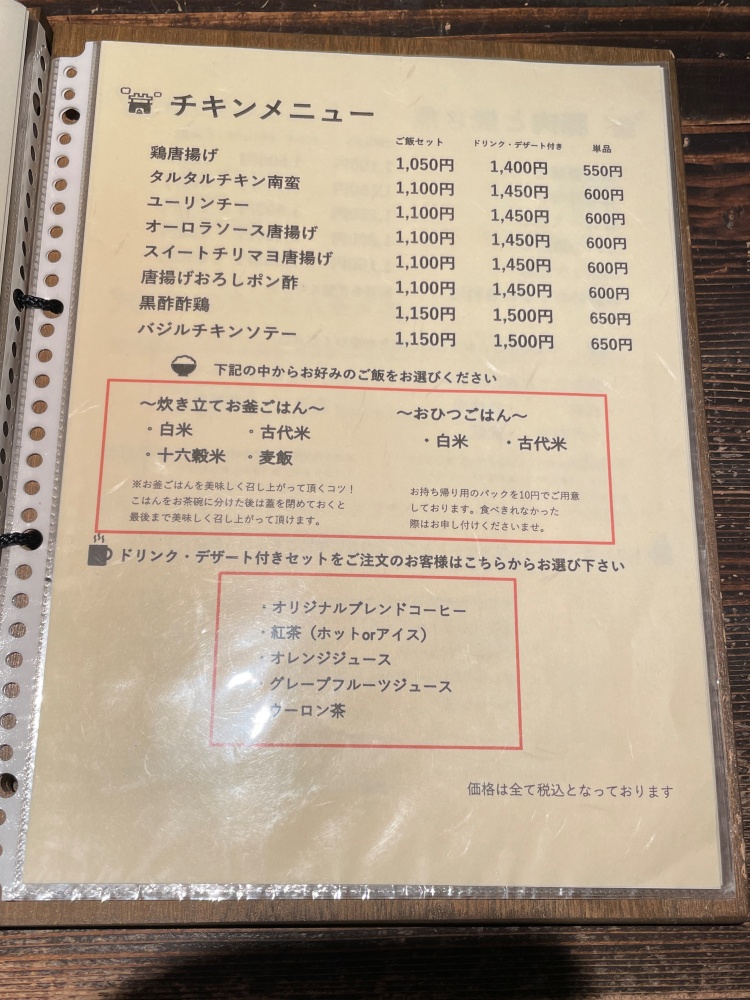 チキンメニュー
ご飯セット ドリンク・デザート付き 単品
鶏唐揚げ 1,050円 1,400円 550円
タルタルチキン南蛮 1,100円 1,450円 600円
ユーリンチー 1,100円 1,450円 600円
オーロラソース唐揚げ 1,100円 1,450円 600円
スイートチリマヨ唐揚げ 1,100円 1,450円 600円
唐揚げおろしポン酢 1,100円 1,450円 600円
黒酢酢鶏 1,150円 1,500円 650円
バジルチキンソテー 1,150円 1,500円 650円
下記の中からお好みのご飯をお選びください
〜炊き立てお釜ごはん〜
・白米 ・古代米
・十六穀米 ・麦飯
※お釜ごはんを美味しく召し上がって頂くコツ！
ごはんをお茶碗に分けた後は蓋を閉めておくと
最後まで美味しく召し上がって頂けます。
〜おひつごはん〜
・白米 ・古代米
お持ち帰り用のパックを10円でご用意
しております。食べきれなかった
際はお申し付けくださいませ。
ドリンク・デザート付きセットをご注文のお客様はこちらからお選び下さい
・オリジナルブレンドコーヒー
・紅茶（ホットorアイス）
・オレンジジュース
・グレープフルーツジュース
・ウーロン茶
価格は全て税込となっております